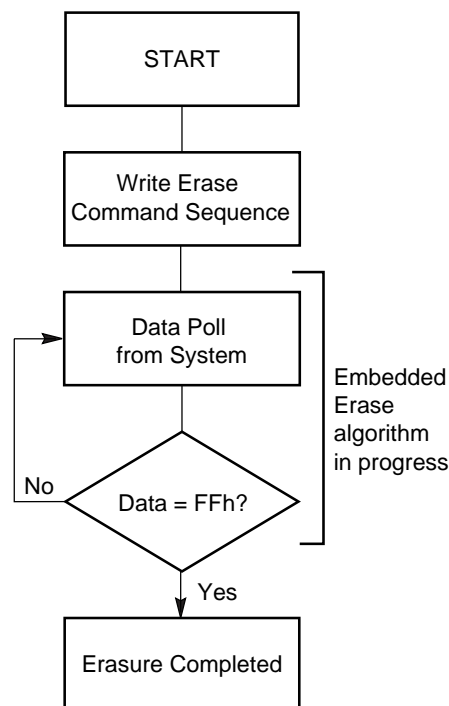 START
Write Erase
Command Sequence
Data Poll
from System
Embedded
Erase
algorithm
in progress
No
Data = FFh?
Yes
Erasure Completed